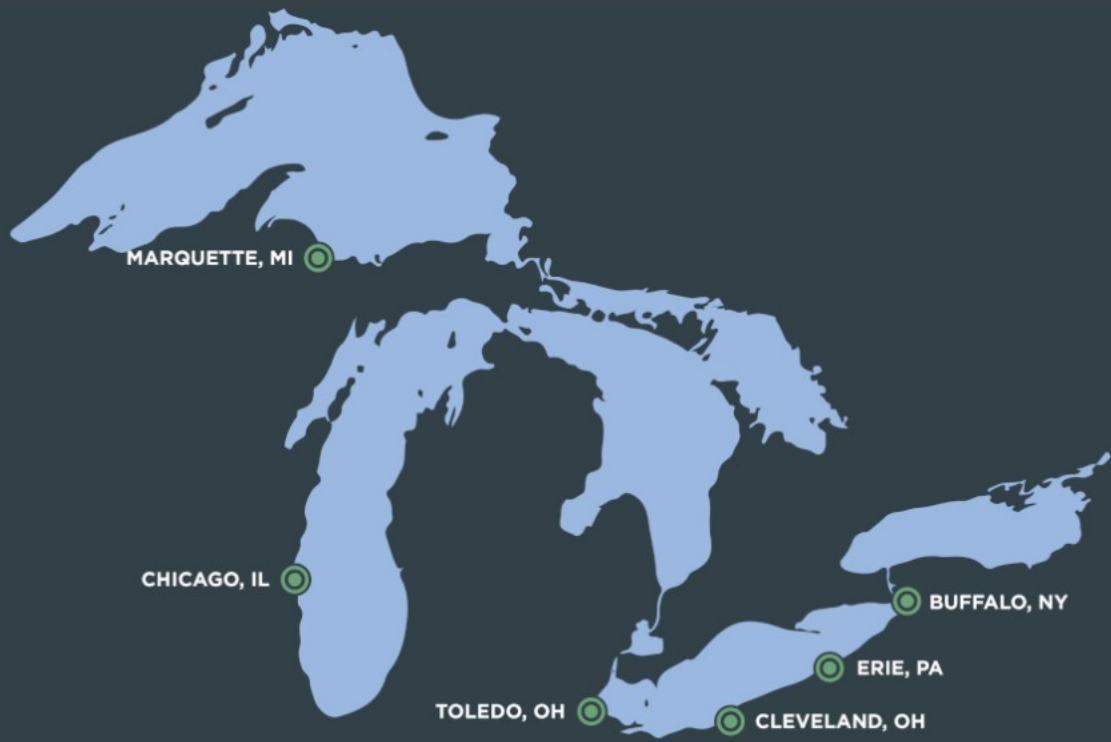 MARQUETTE, MI
CHICAGO, IL
BUFFALO, NY
ERIE, PA
TOLEDO, OH
CLEVELAND, OH